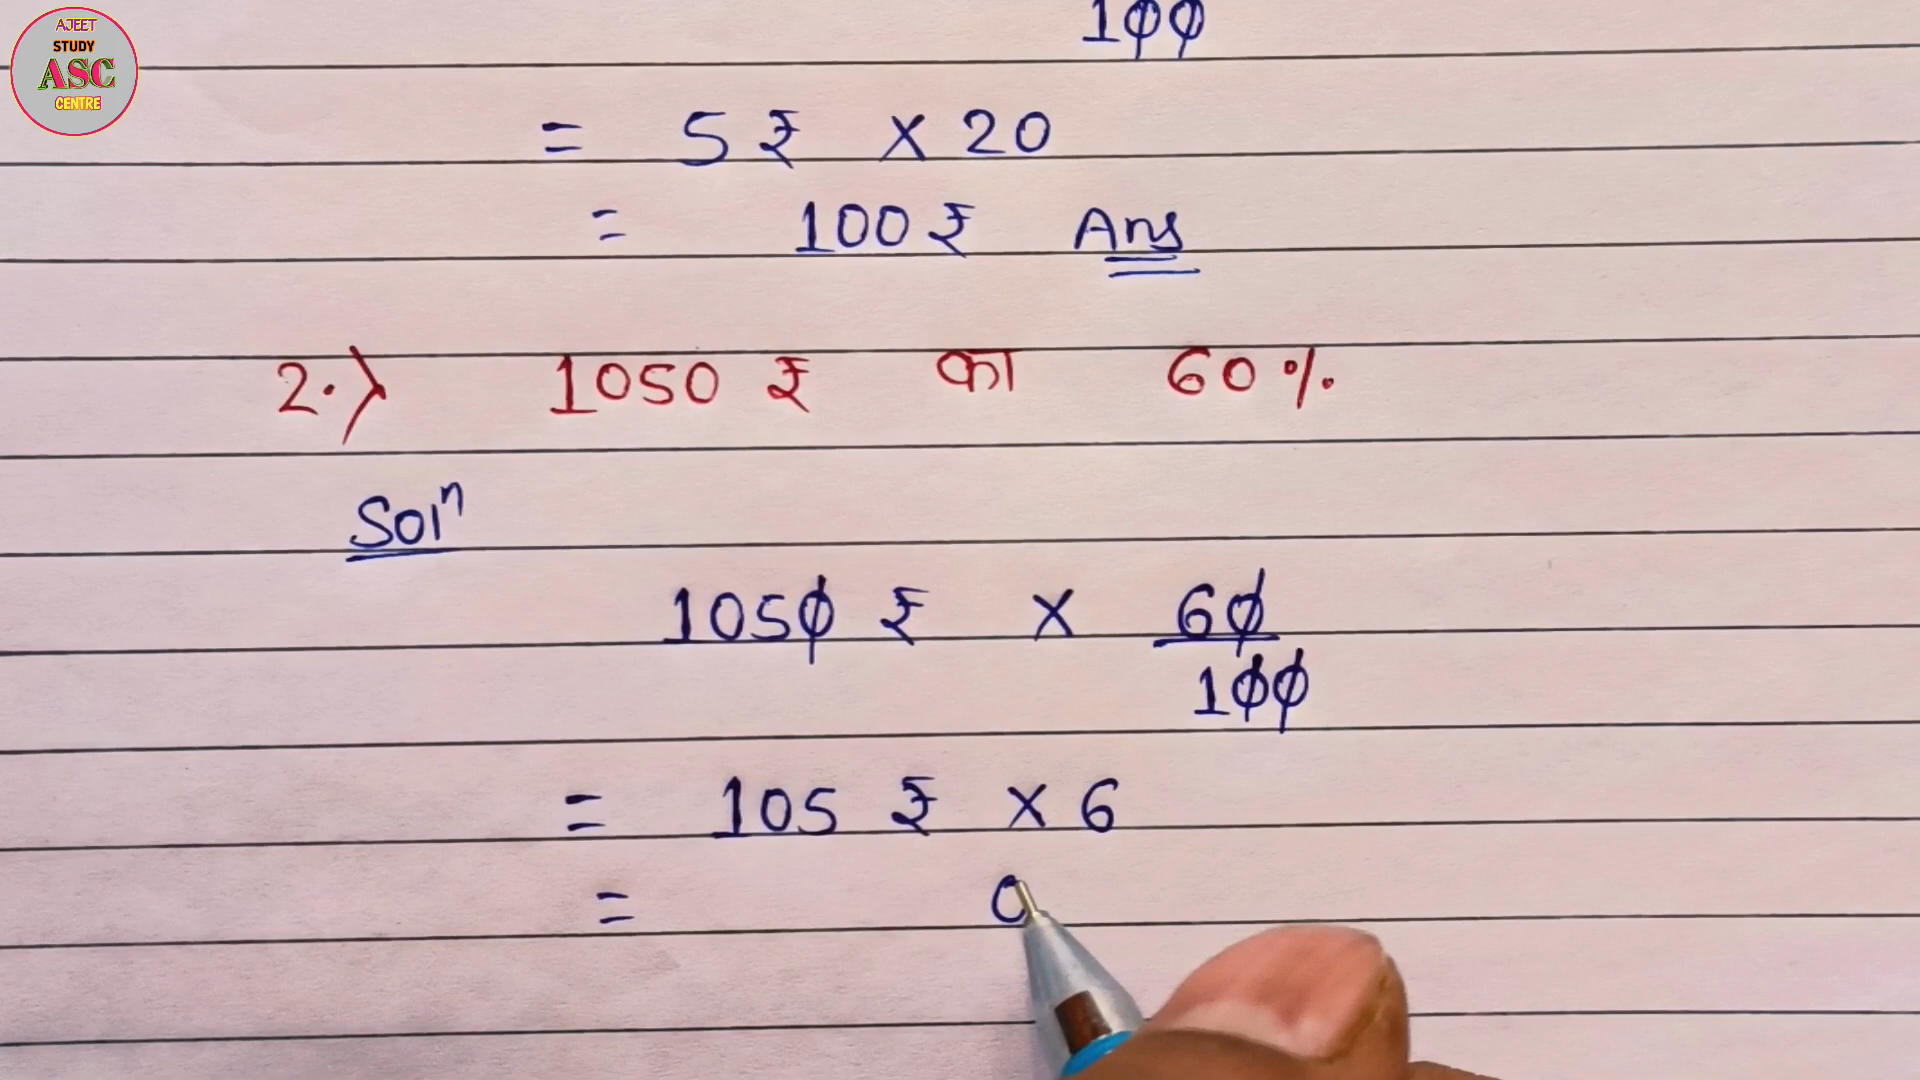 AJEET
STUDY
ASC
CENTRE
100
= 5 ₹ × 20
= 100 ₹ Ans
2.) 1050 ₹ का 60%
Solⁿ
1050 ₹ × 60
100
= 105 ₹ × 6
= 0